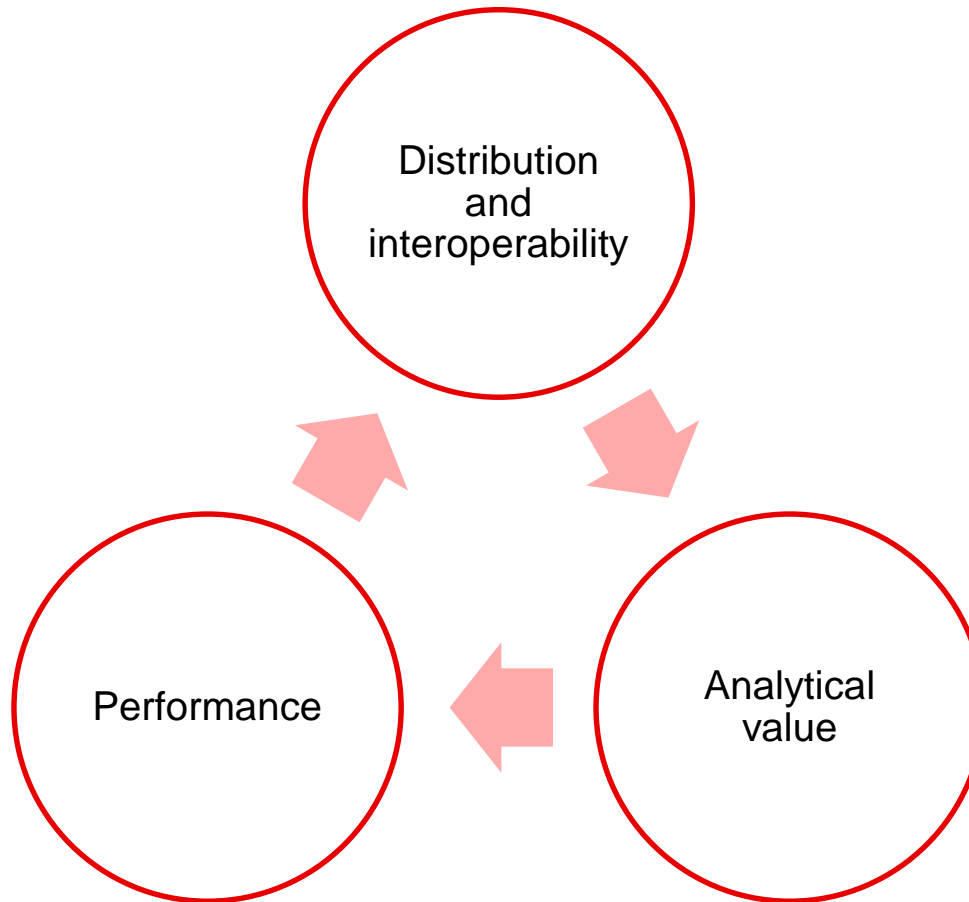 Distribution
and
interoperability
Performance
Analytical
value